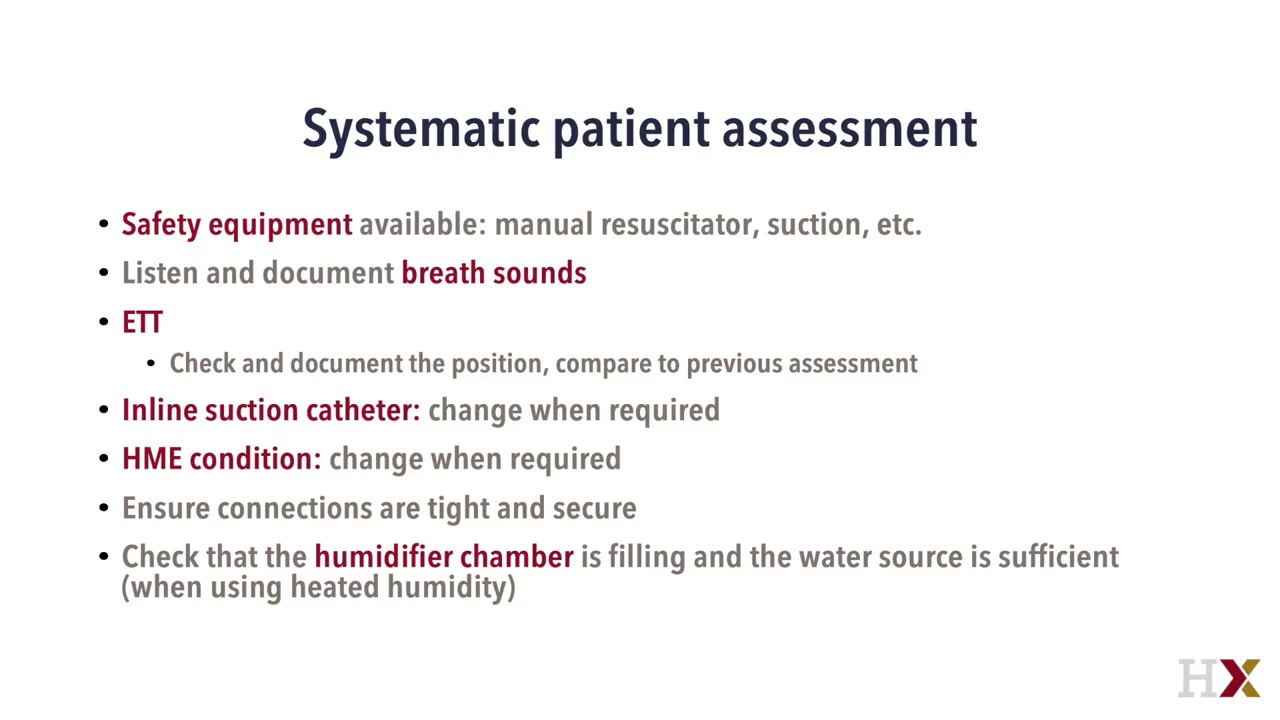 Systematic patient assessment
• Safety equipment available: manual resuscitator, suction, etc.
• Listen and document breath sounds
• ETT
• Check and document the position, compare to previous assessment
• Inline suction catheter: change when required
• HME condition: change when required
• Ensure connections are tight and secure
• Check that the humidifier chamber is filling and the water source is sufficient
(when using heated humidity)
HX